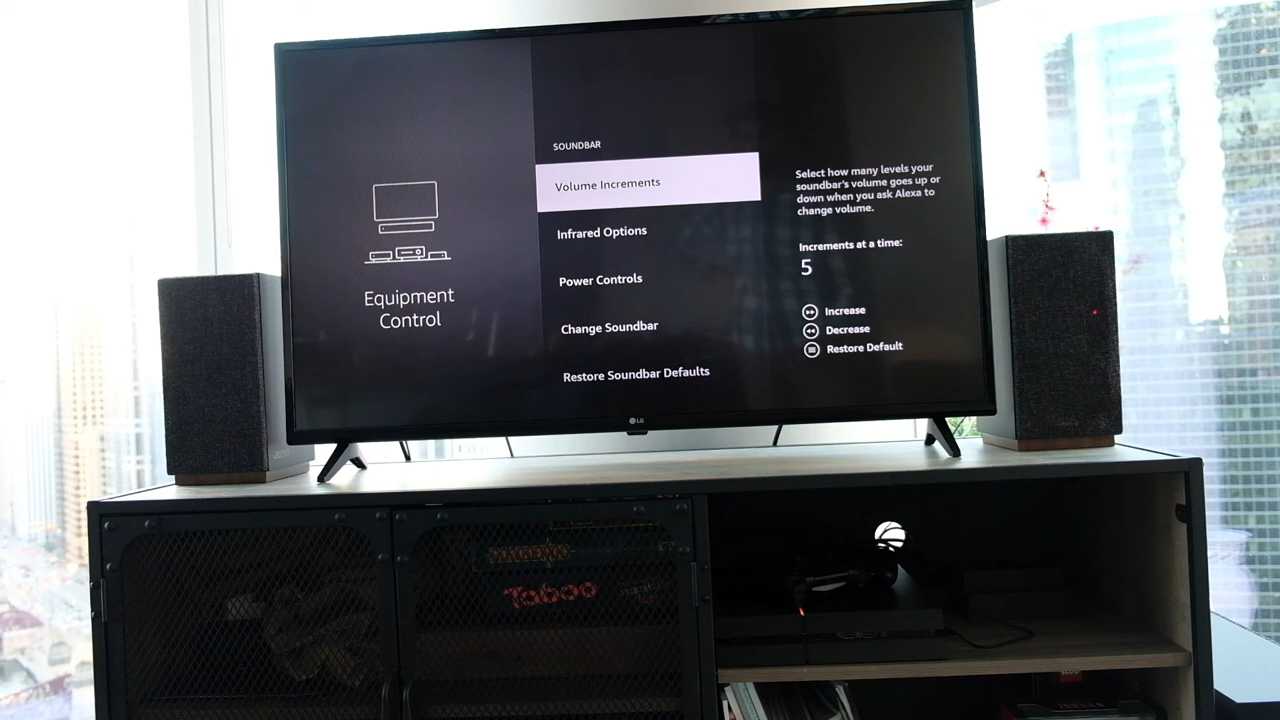 SOUNDBAR
Volume Increments
Infrared Options
Power Controls
Change Soundbar
Restore Soundbar Defaults
Equipment
Control
Select how many levels your
soundbar's volume goes up or
down when you ask Alexa to
change volume.
Increments at a time:
5
Increase
Decrease
Restore Default
LG
Taboo